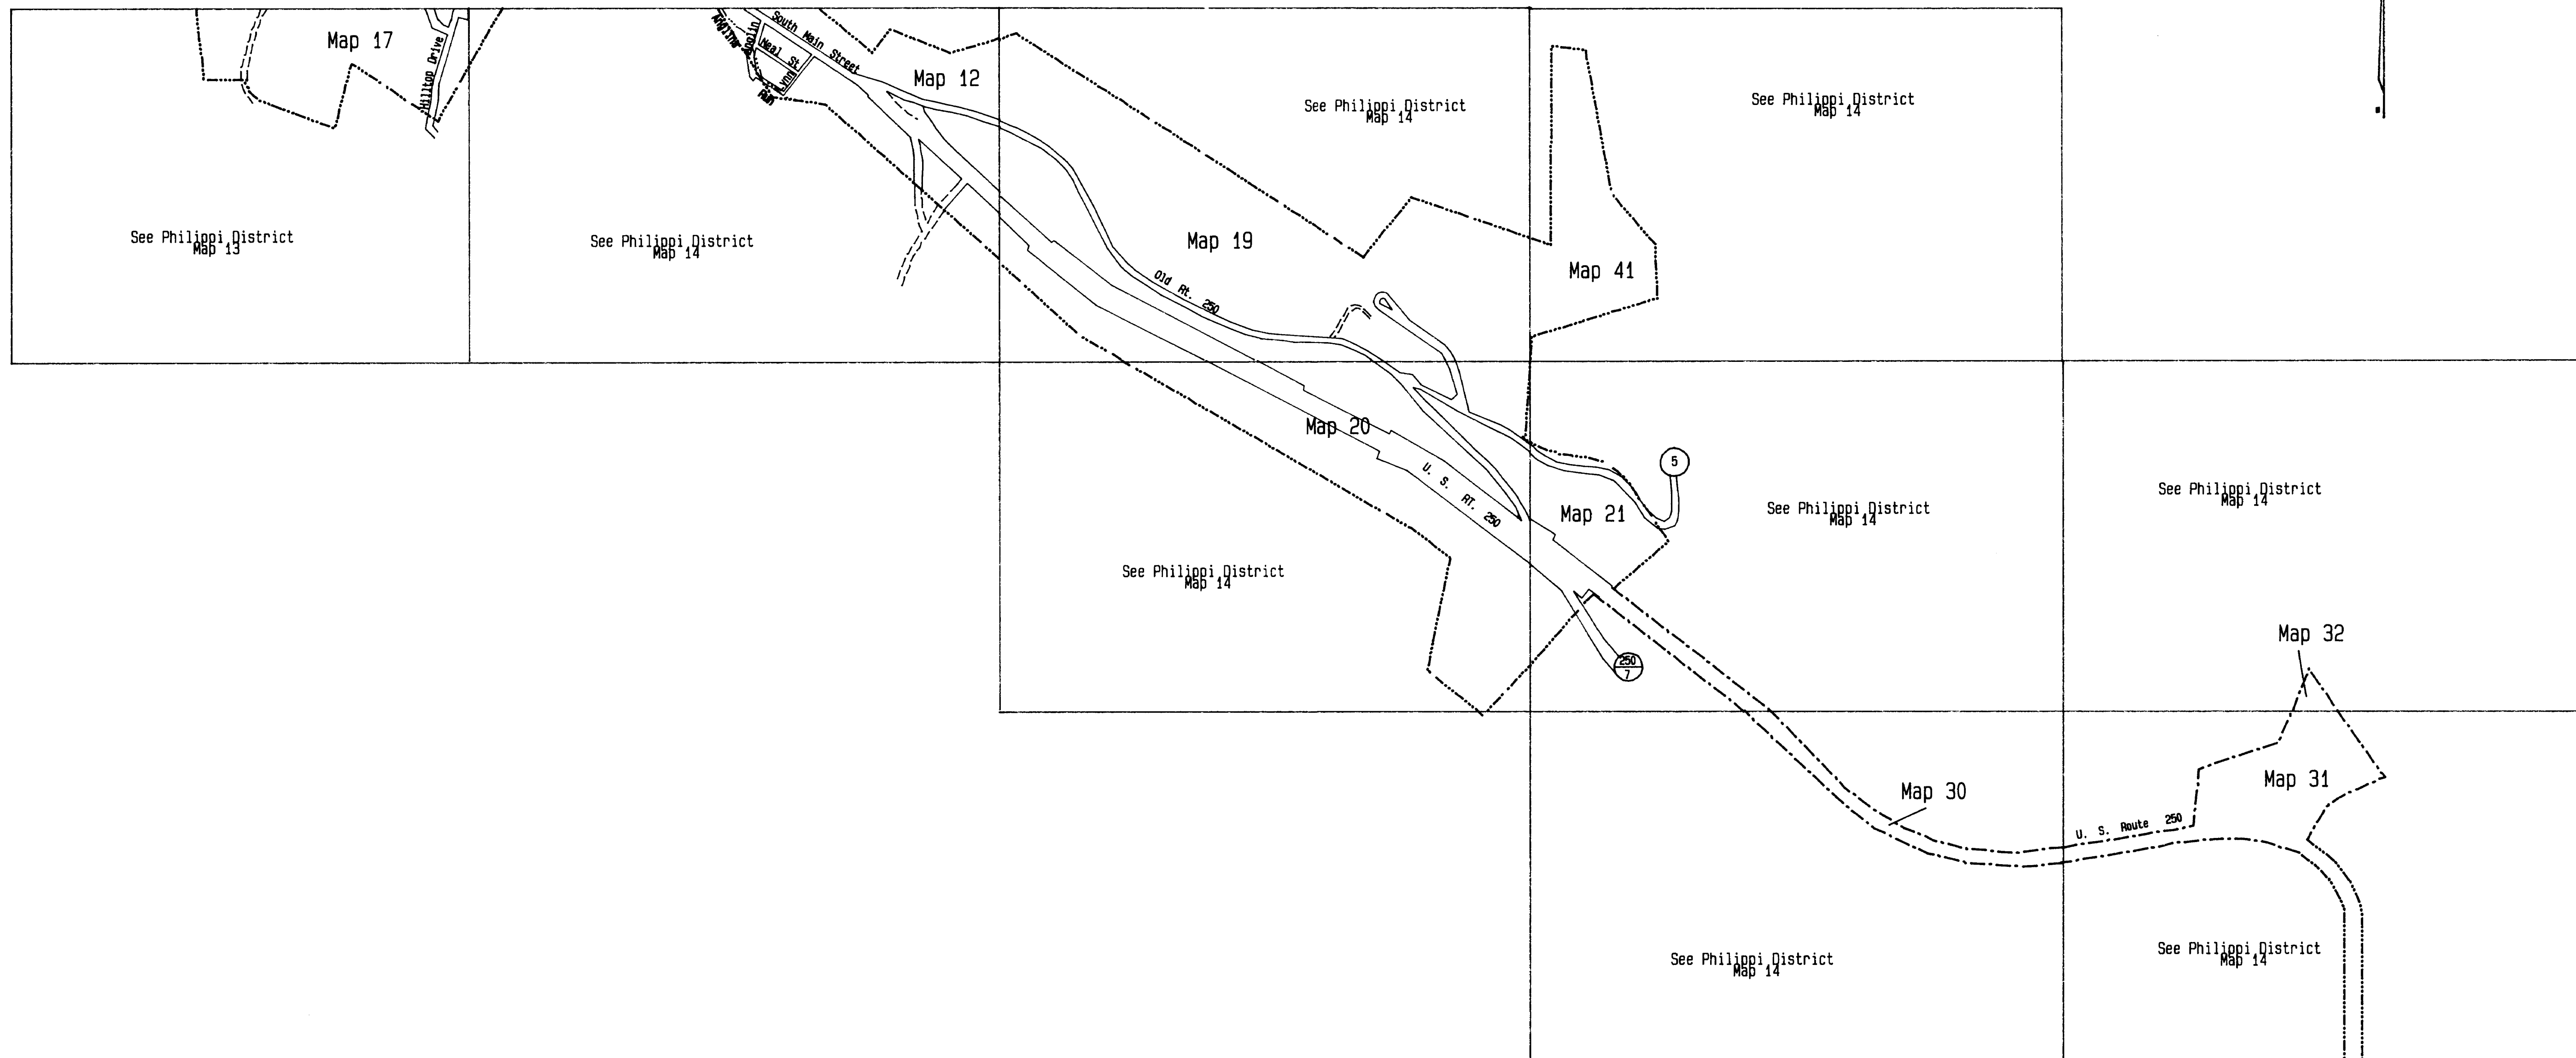 Map 17
Hilltop Drive
Anglins
Anglin
Run
South Main Street
Neal St
Map 12
See Philippi District
Map 14
See Philippi District
Map 14
See Philippi District
Map 13
See Philippi District
Map 14
Map 19
Map 41
Old Rt. 250
Map 20
U. S. RT. 250
5
Map 21
See Philippi District
Map 14
See Philippi District
Map 14
See Philippi District
Map 14
250
7
Map 32
Map 31
Map 30
U. S. Route 250
See Philippi District
Map 14
See Philippi District
Map 14